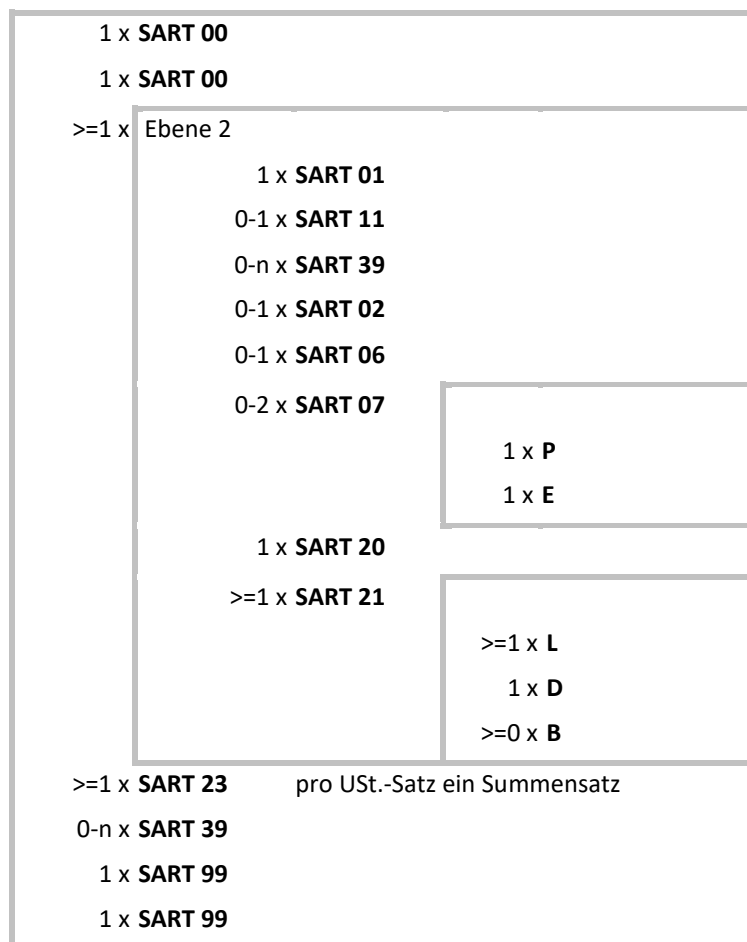 1 x SART 00
1 x SART 00
>=1 x Ebene 2
1 x SART 01
0-1 x SART 11
0-n x SART 39
0-1 x SART 02
0-1 x SART 06
0-2 x SART 07
1 x P
1 x E
1 x SART 20
>=1 x SART 21
>=1 x L
1 x D
>=0 x B
>=1 x SART 23 pro USt.-Satz ein Summensatz
0-n x SART 39
1 x SART 99
1 x SART 99